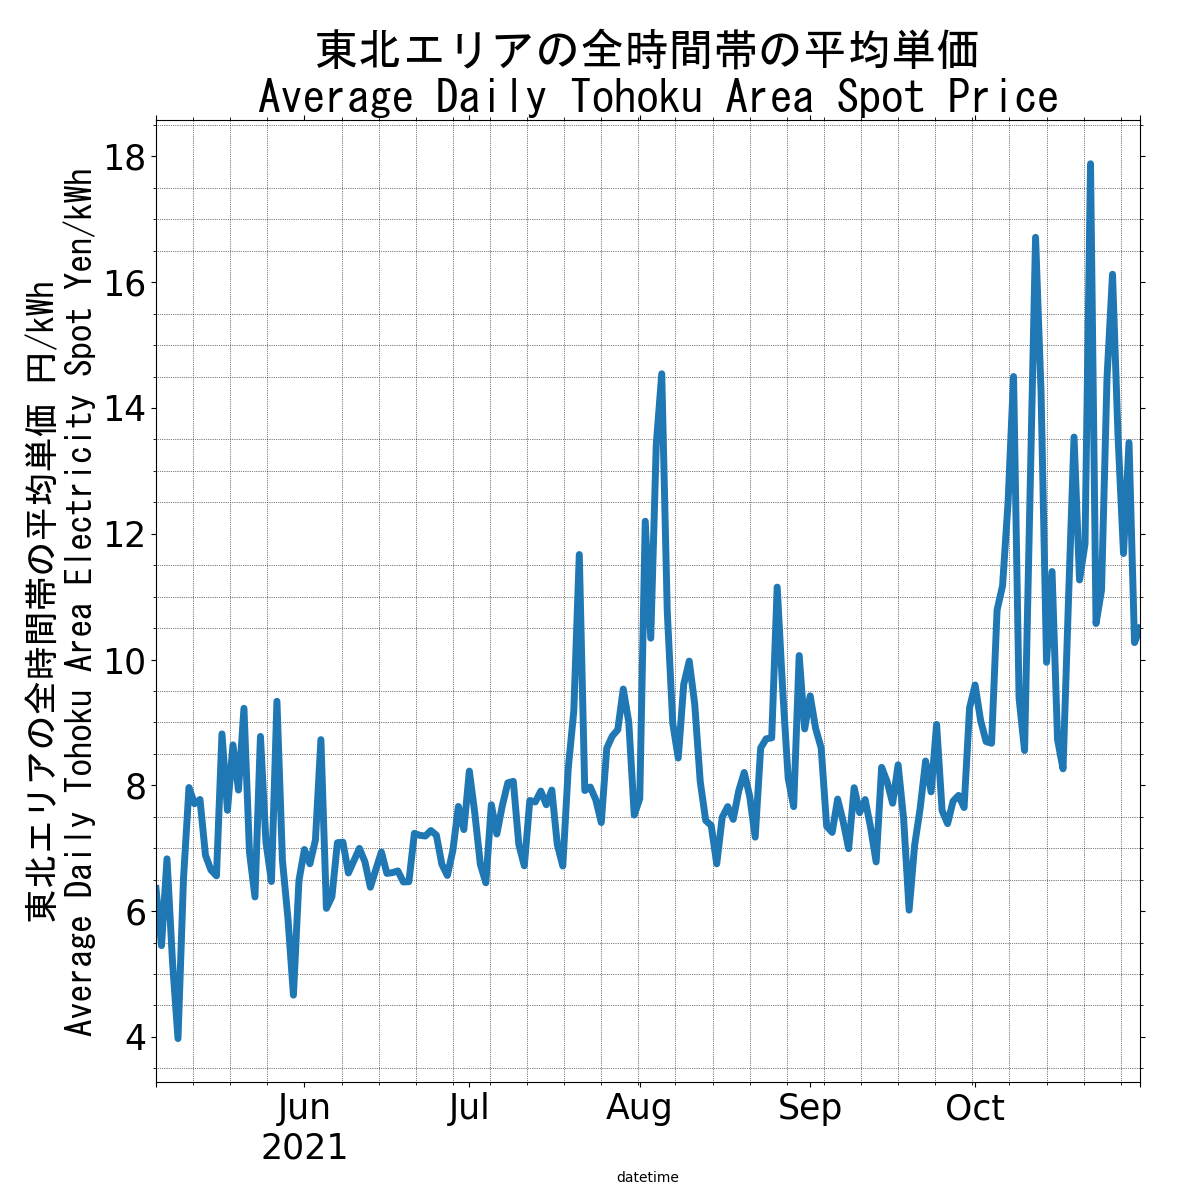 東北エリアの全時間帯の平均単価
Average Daily Tohoku Area Spot Price
東北エリアの全時間帯の平均単価 円/kWh
Average Daily Tohoku Area Electricity Spot Yen/kWh
18
16
14
12
10
8
6
4
Jun
2021
Jul
Aug
Sep
Oct
datetime